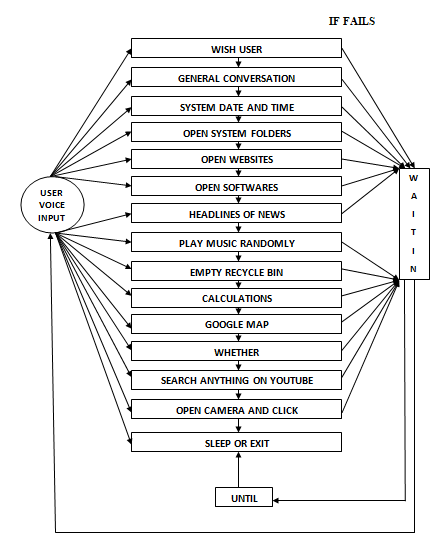 IF FAILS
WISH USER
GENERAL CONVERSATION
SYSTEM DATE AND TIME
OPEN SYSTEM FOLDERS
OPEN WEBSITES
OPEN SOFTWARES
HEADLINES OF NEWS
PLAY MUSIC RANDOMLY
EMPTY RECYCLE BIN
CALCULATIONS
GOOGLE MAP
WHETHER
SEARCH ANYTHING ON YOUTUBE
OPEN CAMERA AND CLICK
SLEEP OR EXIT
USER
VOICE
INPUT
W
A
I
T
I
N
UNTIL